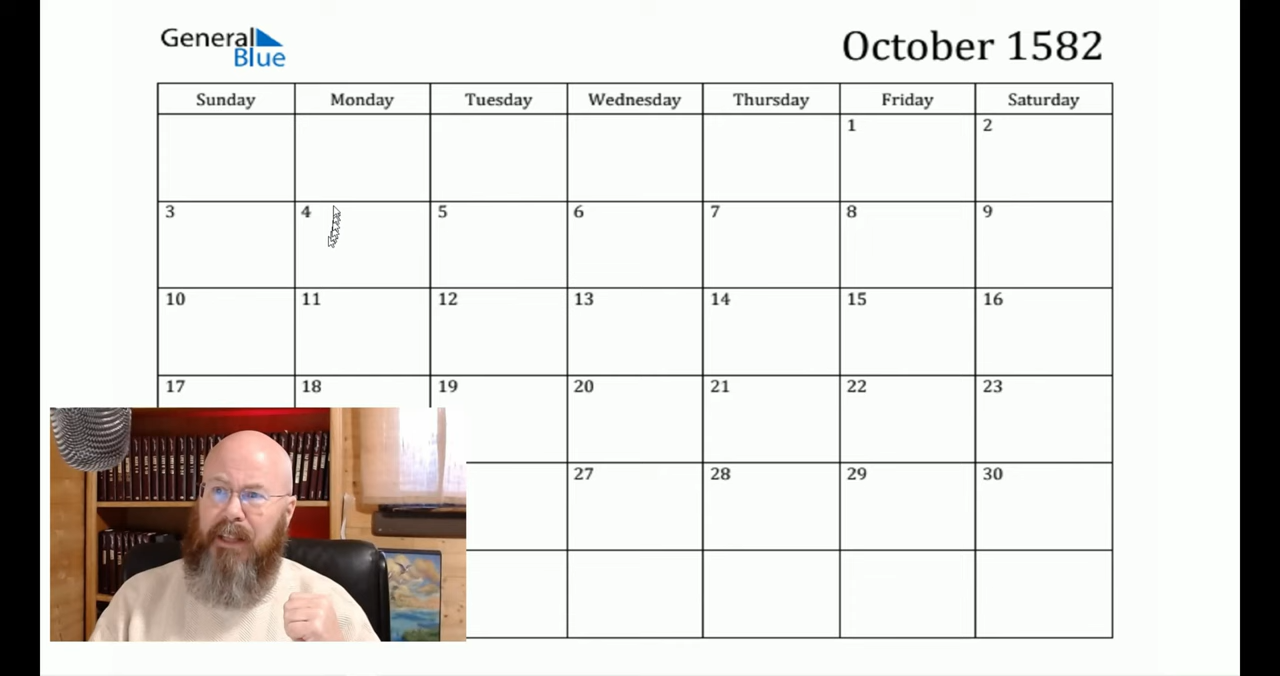 General
Blue
October 1582
Sunday Monday Tuesday Wednesday Thursday Friday Saturday
1 2
3 4 5 6 7 8 9
10 11 12 13 14 15 16
17 18 19 20 21 22 23
27 28 29 30